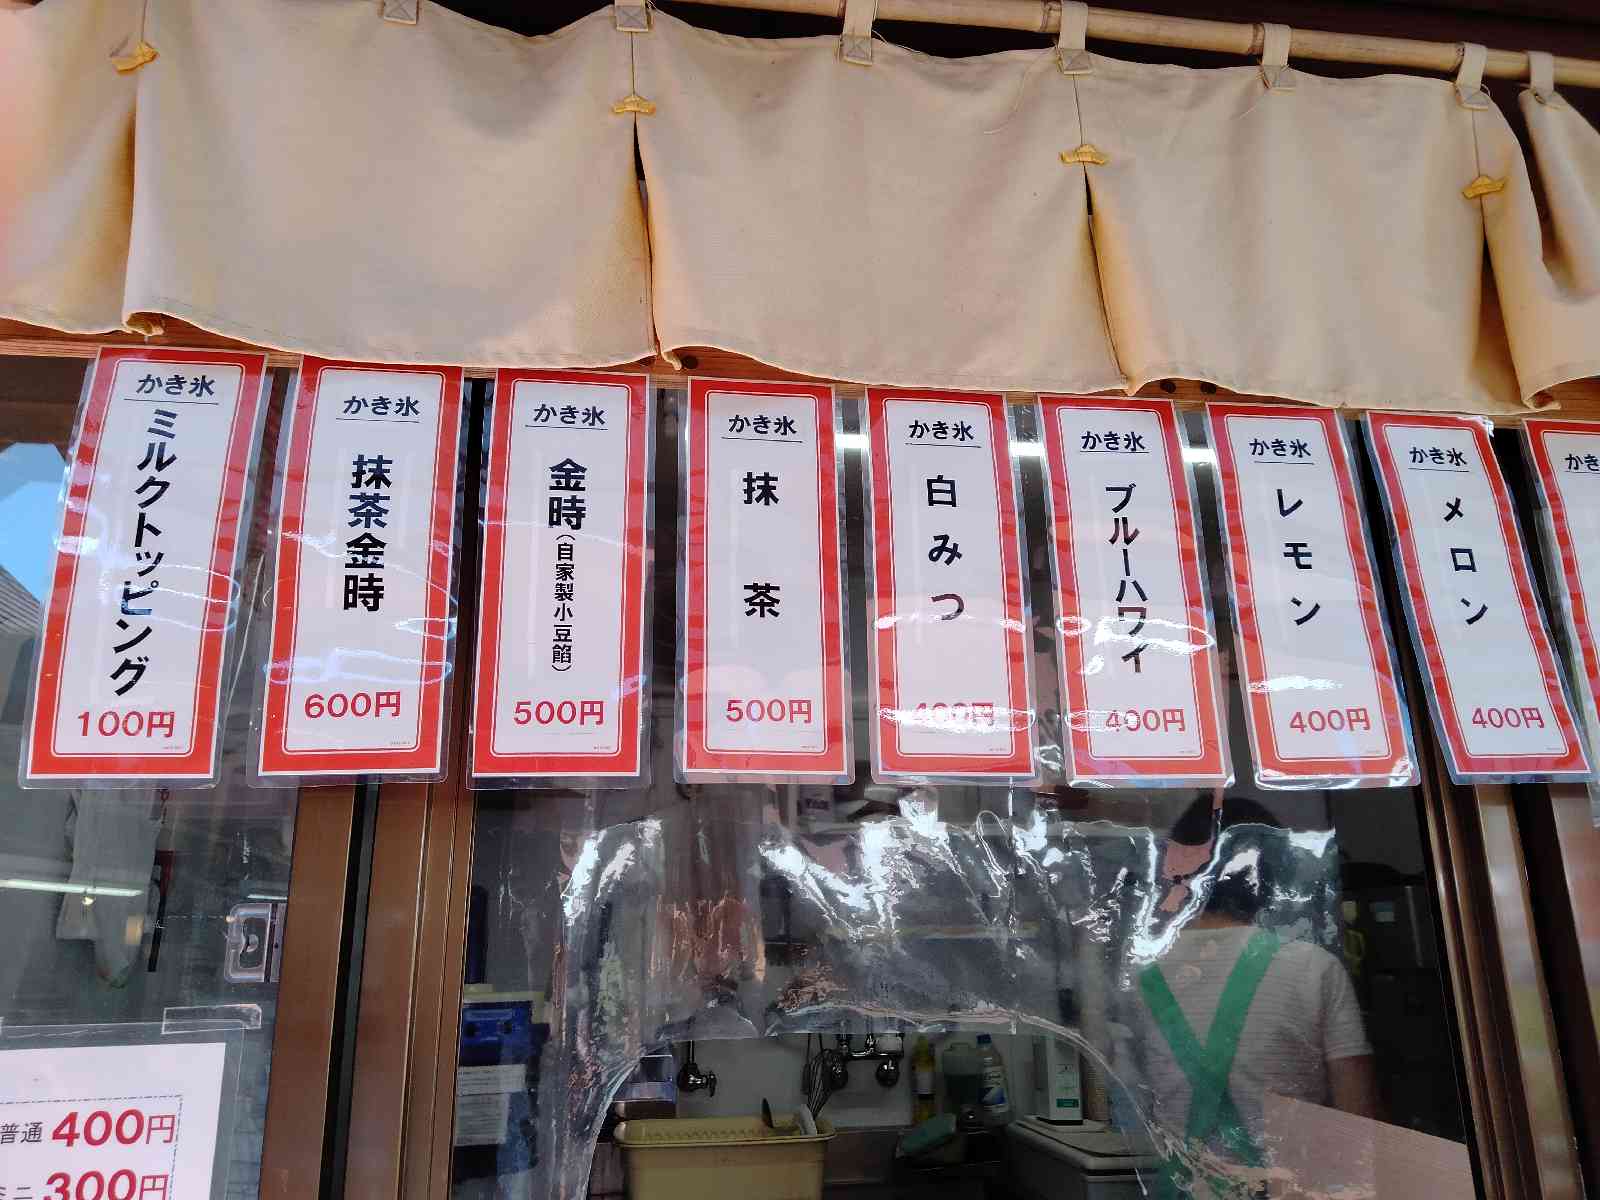 かき氷
ミルクトッピング
100円
かき氷
抹茶金時
600円
かき氷
金時(自家製小豆餡)
500円
かき氷
抹茶
500円
かき氷
白みつ
400円
かき氷
ブルーハワイ
400円
かき氷
レモン
400円
かき氷
メロン
400円
かき
普通 400円
ミニ 300円